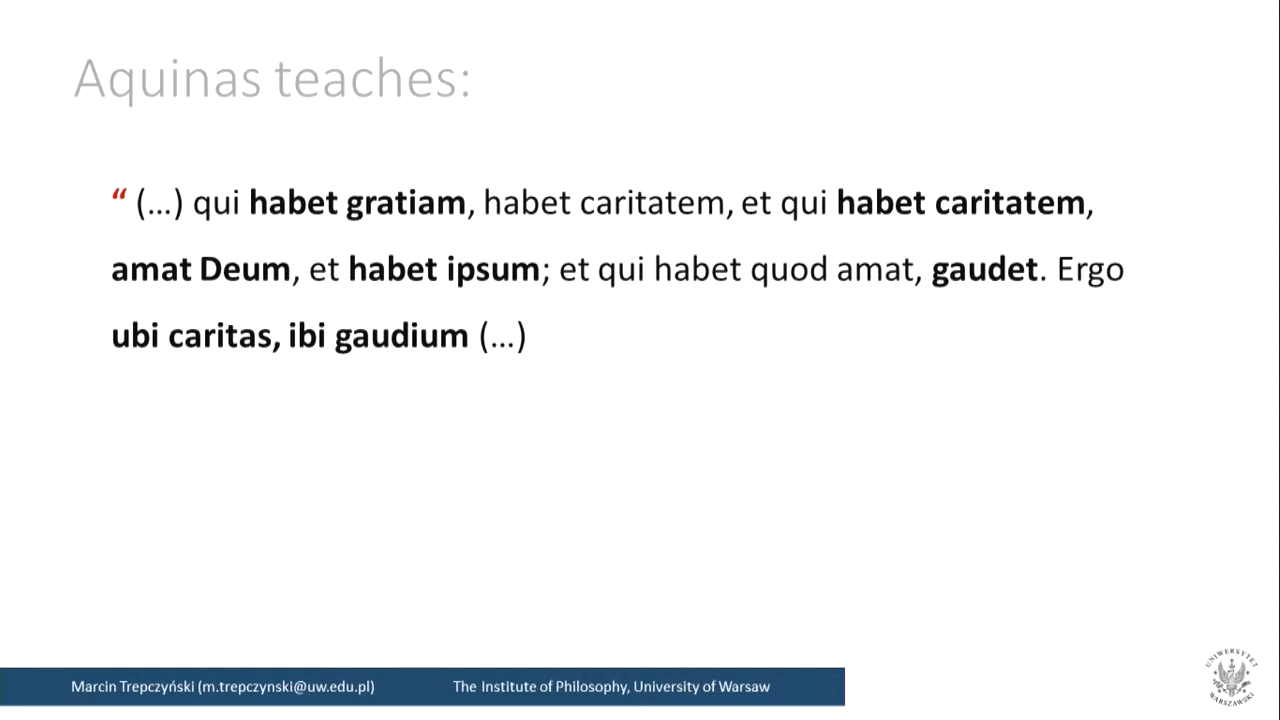 Aquinas teaches:
“ (...) qui habet gratiam, habet caritatem, et qui habet caritatem,
amat Deum, et habet ipsum; et qui habet quod amat, gaudet. Ergo
ubi caritas, ibi gaudium (...)
Marcin Trepczyński (m.trepczynski@uw.edu.pl)
The Institute of Philosophy, University of Warsaw
UNIWERSYTET
WARSZAWSKI